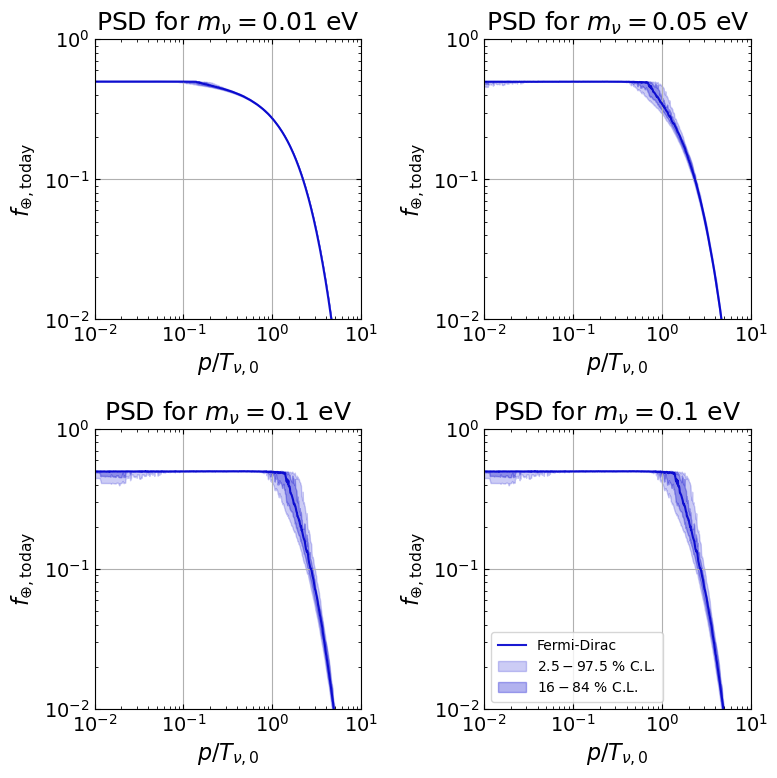 PSD for $m_\nu = 0.01$ eV
$10^0$
$10^{-1}$
$10^{-2}$
$f_{\oplus, \mathrm{today}}$
$10^{-2}$ $10^{-1}$ $10^0$ $10^1$
$p/T_{\nu,0}$
PSD for $m_\nu = 0.05$ eV
$10^0$
$10^{-1}$
$10^{-2}$
$f_{\oplus, \mathrm{today}}$
$10^{-2}$ $10^{-1}$ $10^0$ $10^1$
$p/T_{\nu,0}$
PSD for $m_\nu = 0.1$ eV
$10^0$
$10^{-1}$
$10^{-2}$
$f_{\oplus, \mathrm{today}}$
$10^{-2}$ $10^{-1}$ $10^0$ $10^1$
$p/T_{\nu,0}$
PSD for $m_\nu = 0.1$ eV
$10^0$
$10^{-1}$
$10^{-2}$
$f_{\oplus, \mathrm{today}}$
Fermi-Dirac
2.5 − 97.5 % C.L.
16 − 84 % C.L.
$10^{-2}$ $10^{-1}$ $10^0$ $10^1$
$p/T_{\nu,0}$